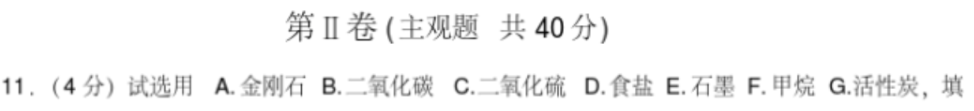 第Ⅱ卷(主观题 共40分)
11.(4分)试选用 A.金刚石 B.二氧化碳 C.二氧化硫 D.食盐 E.石墨 F.甲烷 G.活性炭，填